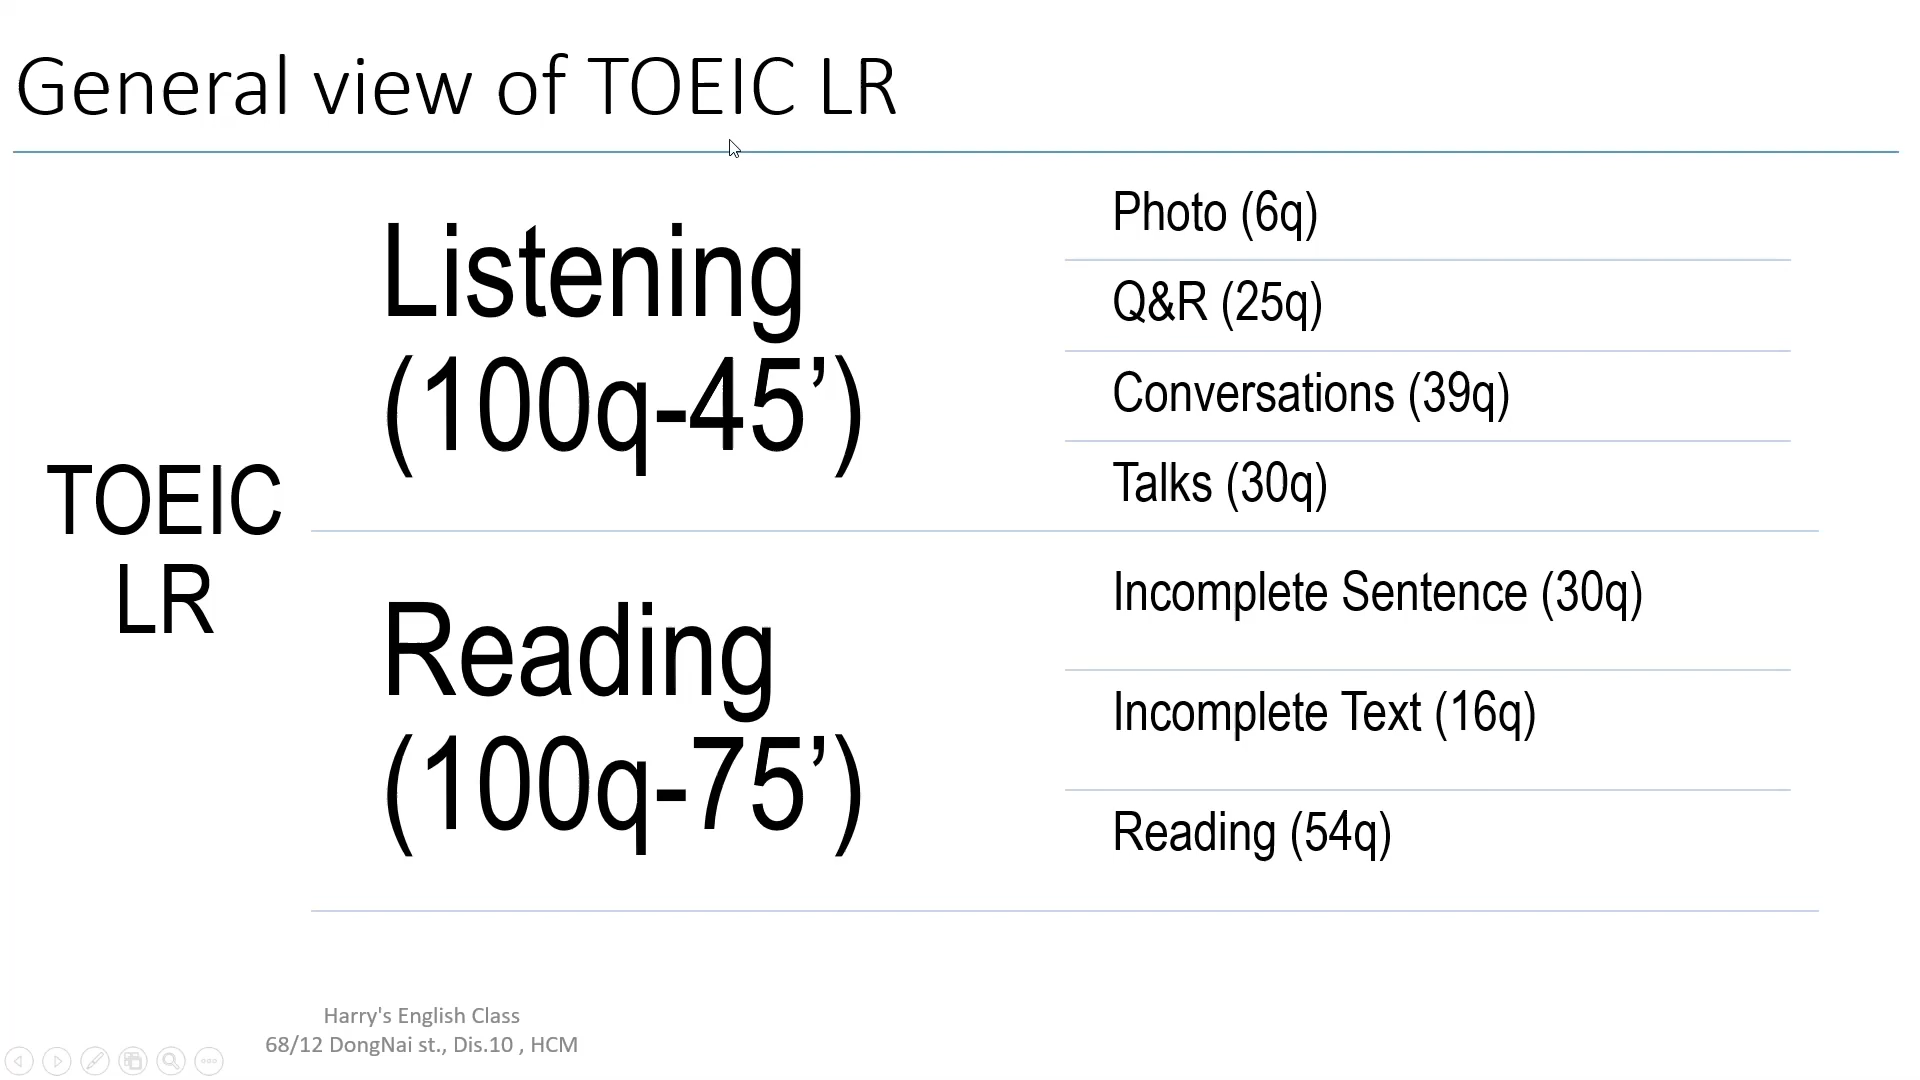 General view of TOEIC LR
TOEIC
LR
Listening
(100q-45’)
Photo (6q)
Q&R (25q)
Conversations (39q)
Talks (30q)
Reading
(100q-75’)
Incomplete Sentence (30q)
Incomplete Text (16q)
Reading (54q)
Harry's English Class
68/12 DongNai st., Dis.10 , HCM